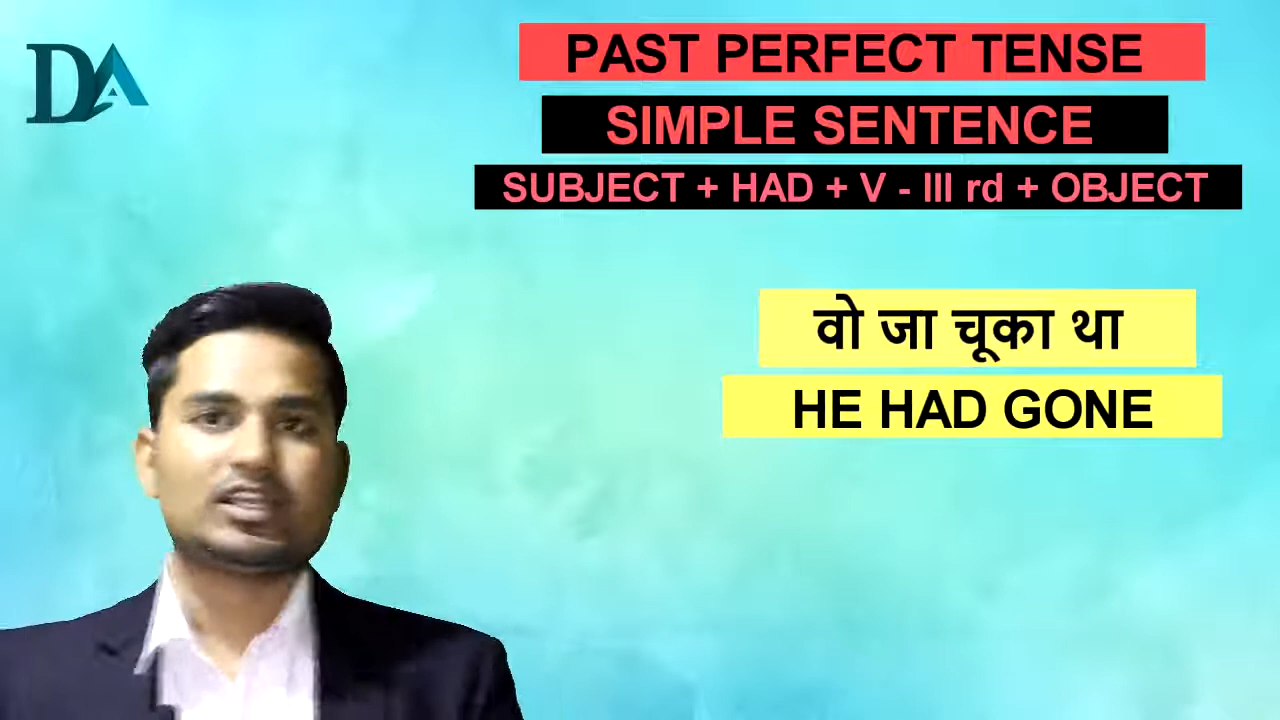 DA
PAST PERFECT TENSE
SIMPLE SENTENCE
SUBJECT + HAD + V - III rd + OBJECT
वो जा चूका था
HE HAD GONE